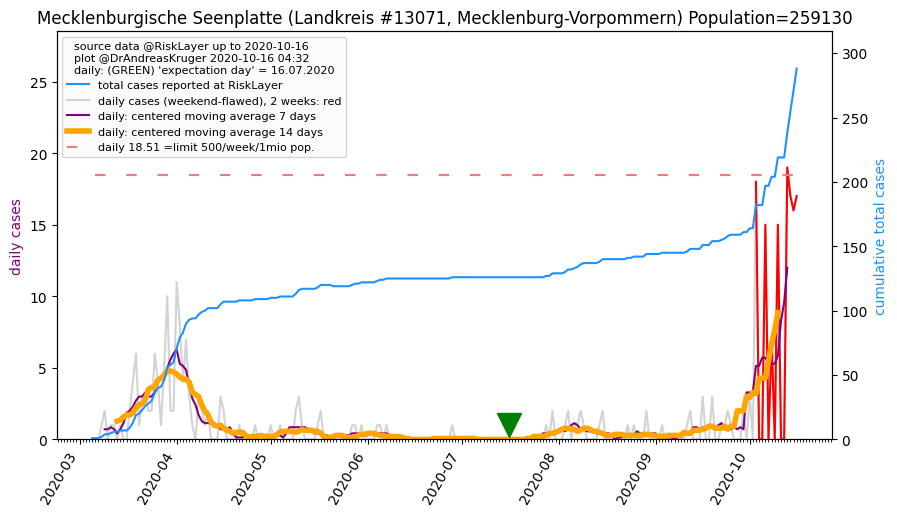 Mecklenburgische Seenplatte (Landkreis #13071, Mecklenburg-Vorpommern) Population=259130
source data @RiskLayer up to 2020-10-16
plot @DrAndreasKruger 2020-10-16 04:32
daily: (GREEN) 'expectation day' = 16.07.2020
total cases reported at RiskLayer
daily cases (weekend-flawed), 2 weeks: red
daily: centered moving average 7 days
daily: centered moving average 14 days
daily 18.51 =limit 500/week/1mio pop.
daily cases
25
20
15
10
5
0
300
250
200
150
100
50
0
cumulative total cases
2020-03
2020-04
2020-05
2020-06
2020-07
2020-08
2020-09
2020-10